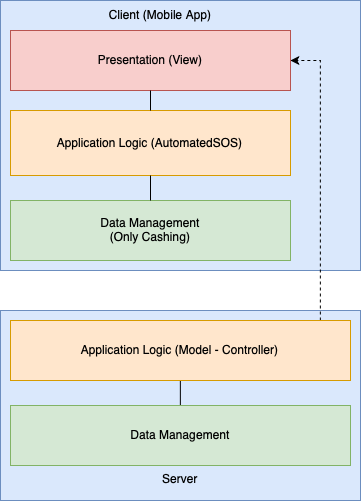 Client (Mobile App)
Presentation (View)
Application Logic (AutomatedSOS)
Data Management
(Only Cashing)
Application Logic (Model - Controller)
Data Management
Server